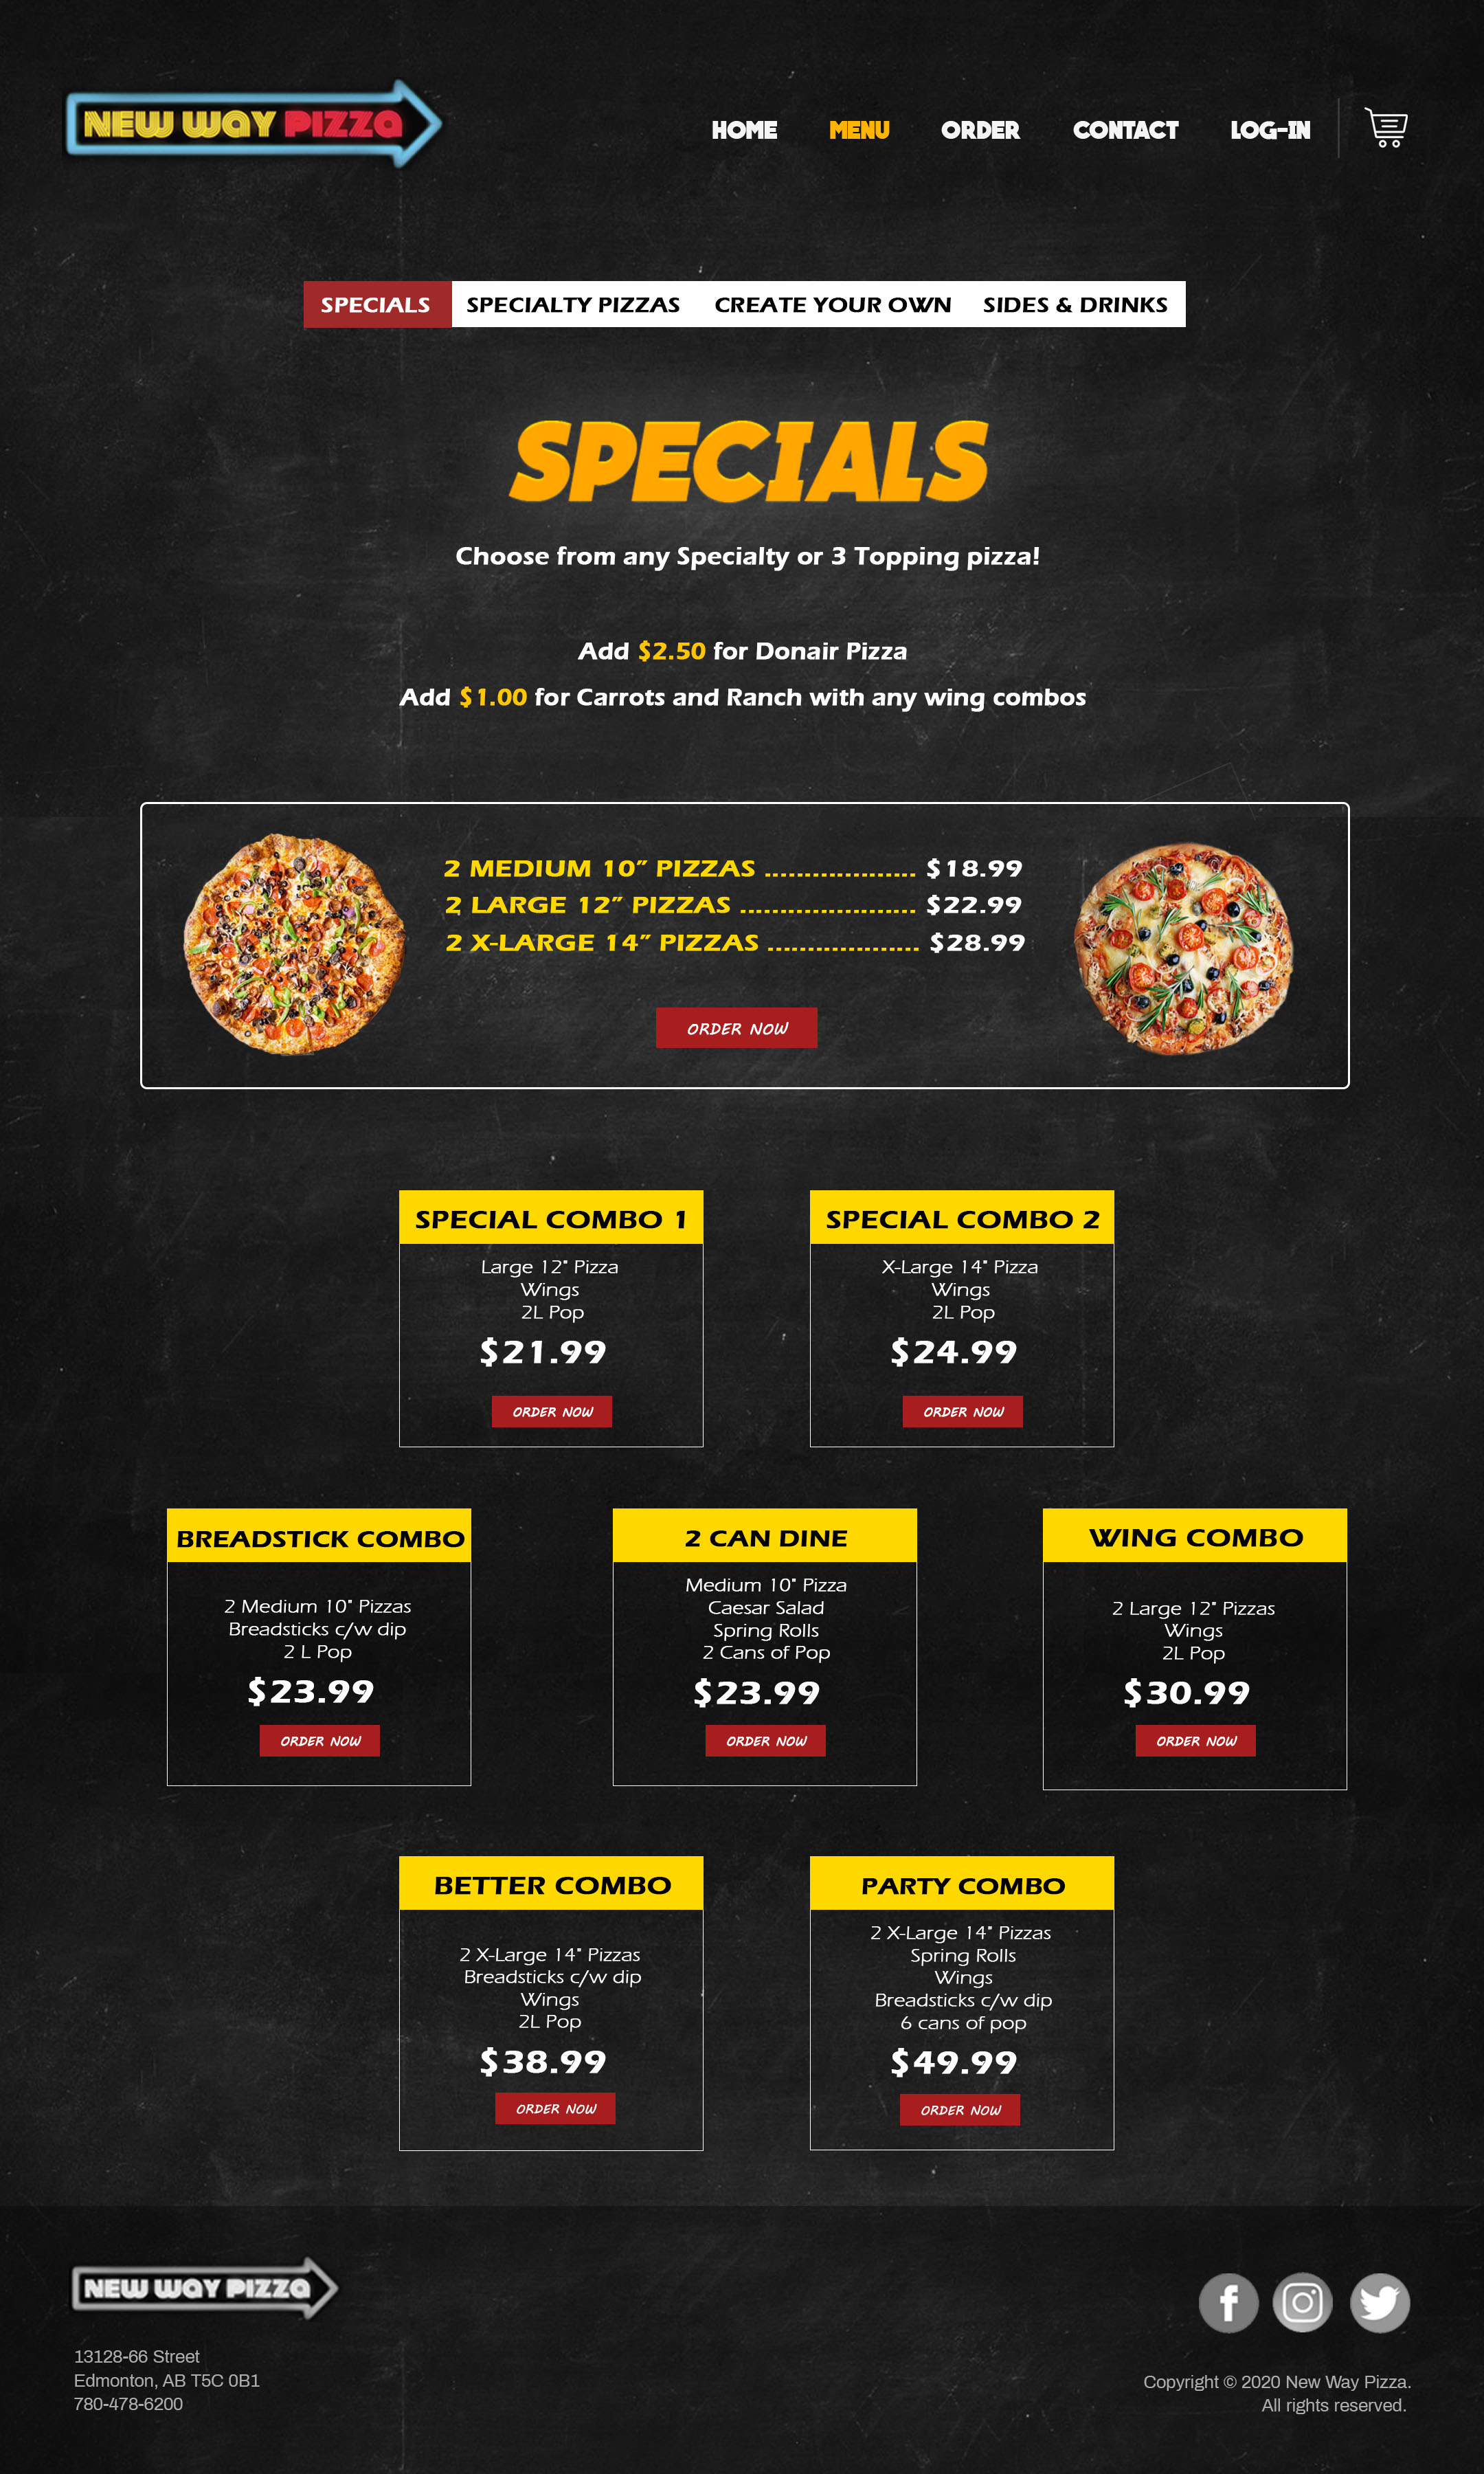 NEW WAY PIZZA
HOME MENU ORDER CONTACT LOG-IN
SPECIALS SPECIALTY PIZZAS CREATE YOUR OWN SIDES & DRINKS
SPECIALS
Choose from any Specialty or 3 Topping pizza!
Add $2.50 for Donair Pizza
Add $1.00 for Carrots and Ranch with any wing combos
2 MEDIUM 10” PIZZAS ................... $18.99
2 LARGE 12” PIZZAS ...................... $22.99
2 X-LARGE 14” PIZZAS ................... $28.99
ORDER NOW
SPECIAL COMBO 1
Large 12" Pizza
Wings
2L Pop
$21.99
ORDER NOW
SPECIAL COMBO 2
X-Large 14" Pizza
Wings
2L Pop
$24.99
ORDER NOW
BREADSTICK COMBO
2 Medium 10" Pizzas
Breadsticks c/w dip
2 L Pop
$23.99
ORDER NOW
2 CAN DINE
Medium 10" Pizza
Caesar Salad
Spring Rolls
2 Cans of Pop
$23.99
ORDER NOW
WING COMBO
2 Large 12" Pizzas
Wings
2L Pop
$30.99
ORDER NOW
BETTER COMBO
2 X-Large 14" Pizzas
Breadsticks c/w dip
Wings
2L Pop
$38.99
ORDER NOW
PARTY COMBO
2 X-Large 14" Pizzas
Spring Rolls
Wings
Breadsticks c/w dip
6 cans of pop
$49.99
ORDER NOW
NEW WAY PIZZA
13128-66 Street
Edmonton, AB T5C 0B1
780-478-6200
Copyright © 2020 New Way Pizza.
All rights reserved.